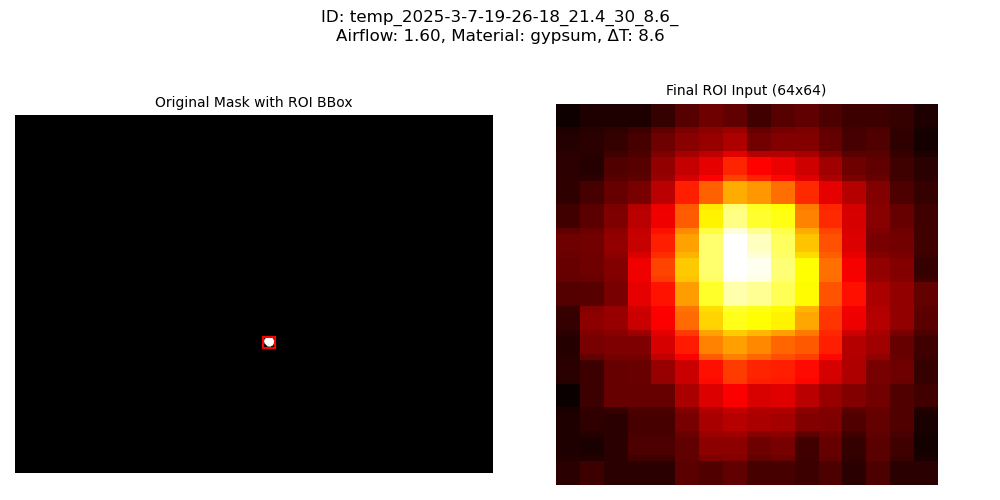 ID: temp_2025-3-7-19-26-18_21.4_30_8.6_
Airflow: 1.60, Material: gypsum, ΔT: 8.6
Original Mask with ROI BBox
Final ROI Input (64x64)